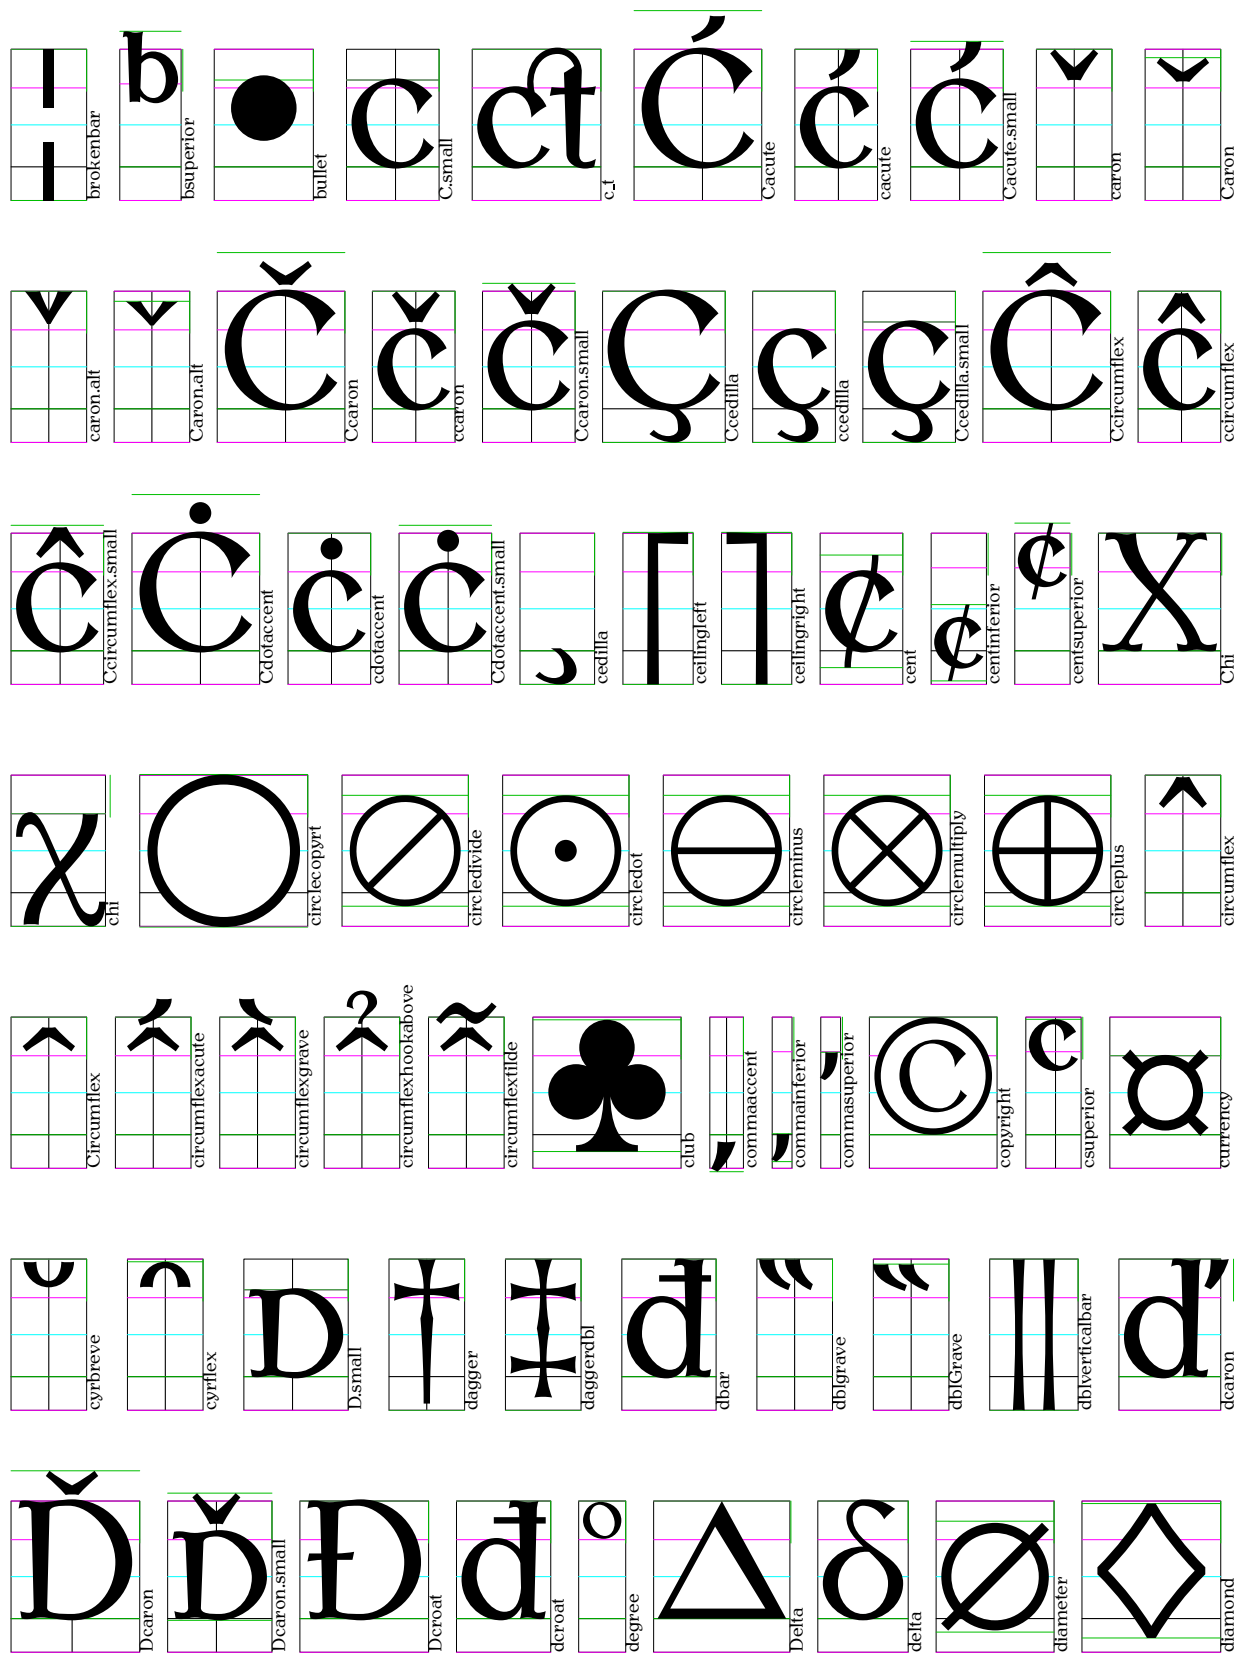 brokenbar bsuperior bullet C.small c_t Cacute cacute Cacute.small caron Caron
caron.alt Caron.alt Ccaron ccaron Ccaron.small Ccedilla ccedilla Ccedilla.small Ccircumflex ccircumflex
Ccircumflex.small Cdotaccent cdotaccent Cdotaccent.small cedilla ceilingleft ceilingright cent centinferior centsuperior Chi
chi circlecopyrt circledivide circledot circleminus circlemultiply circleplus circumflex
Circumflex circumflexacute circumflexgrave circumflexhookabove circumflextilde club commaaccent commainferior commasuperior copyright csuperior currency
cyrbreve cyrflex D.small dagger daggerdbl dbar dblgrave dblGrave dblverticalbar dcaron
Dcaron Dcaron.small Dcroat dcroat degree Delta delta diameter diamond